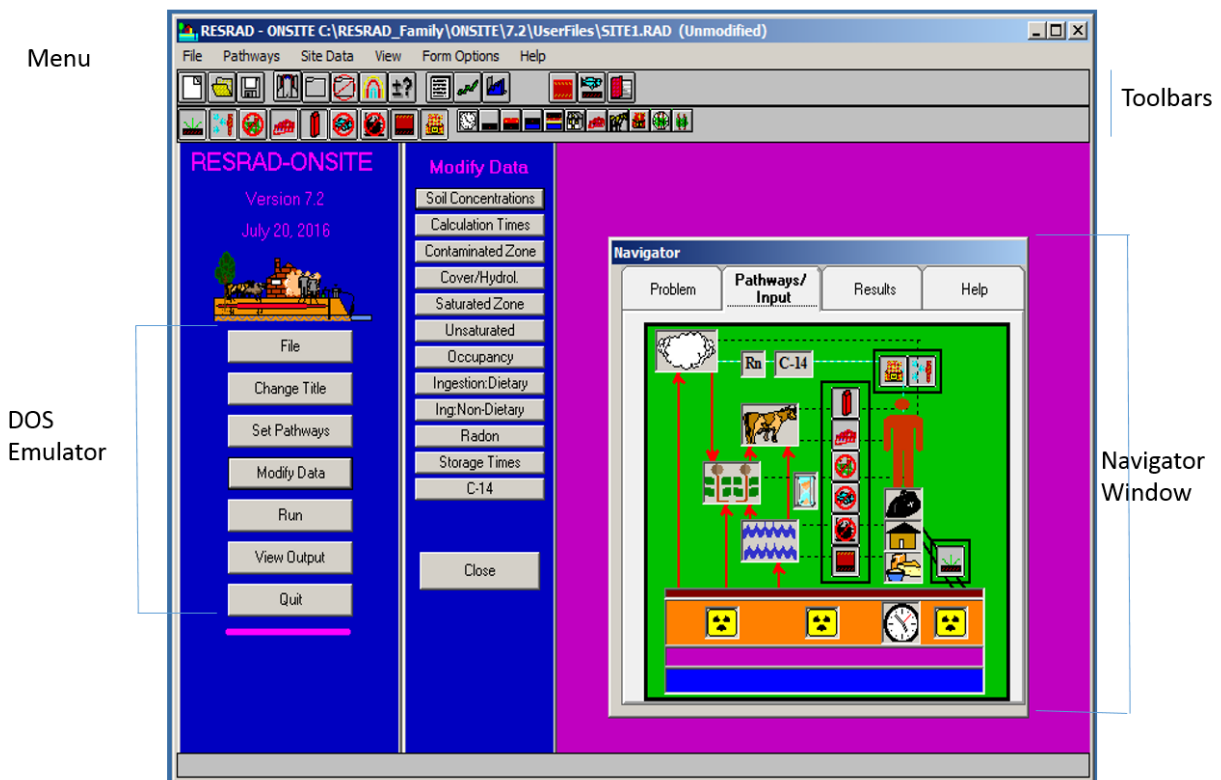 Menu
RESRAD - ONSITE C:\RESRAD_Family\ONSITE\7.2\UserFiles\SITE1.RAD (Unmodified)
File Pathways Site Data View Form Options Help
±?
Toolbars
RESRAD-ONSITE
Version 7.2
July 20, 2016
DOS
Emulator
File
Change Title
Set Pathways
Modify Data
Run
View Output
Quit
Modify Data
Soil Concentrations
Calculation Times
Contaminated Zone
Cover/Hydrol.
Saturated Zone
Unsaturated
Occupancy
Ingestion:Dietary
Ing:Non-Dietary
Radon
Storage Times
C-14
Close
Navigator
Problem
Pathways/
Input
Results
Help
Rn
C-14
Navigator
Window